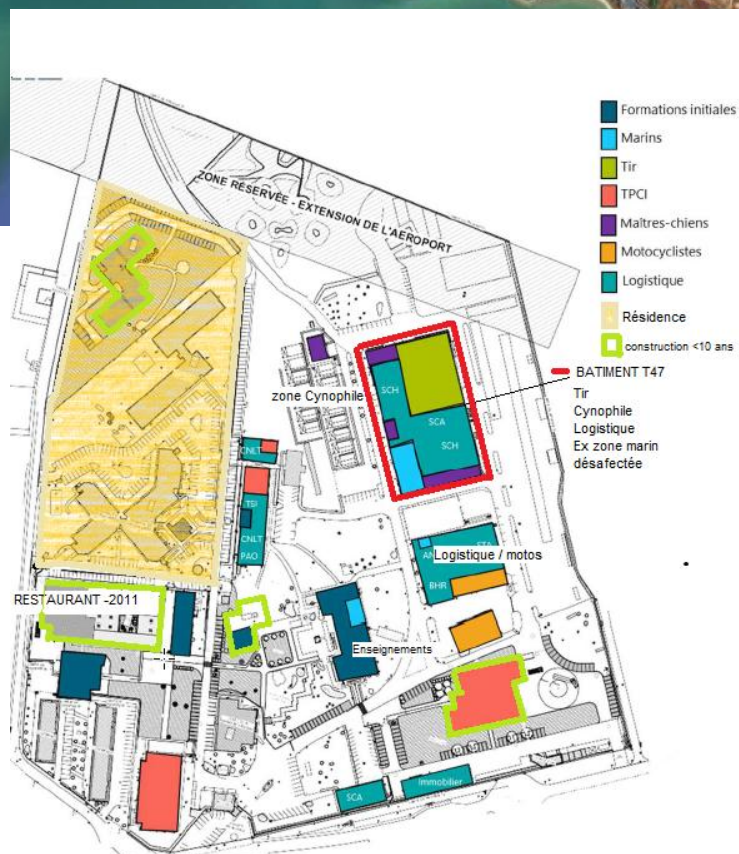 Formations initiales
Marins
Tir
TPCI
Maîtres-chiens
Motocyclistes
Logistique
Résidence
construction <10 ans
BATIMENT T47
Tir
Cynophile
Logistique
Ex zone marin
désafectée
ZONE RÉSERVÉE - EXTENSION DE L'AEROPORT
zone Cynophile
SCH
SCA
SCH
CNLT
TSI
CNLT
PAO
Logistique / motos
BHR
RESTAURANT -2011
Enseignements
SCA
Immobilier